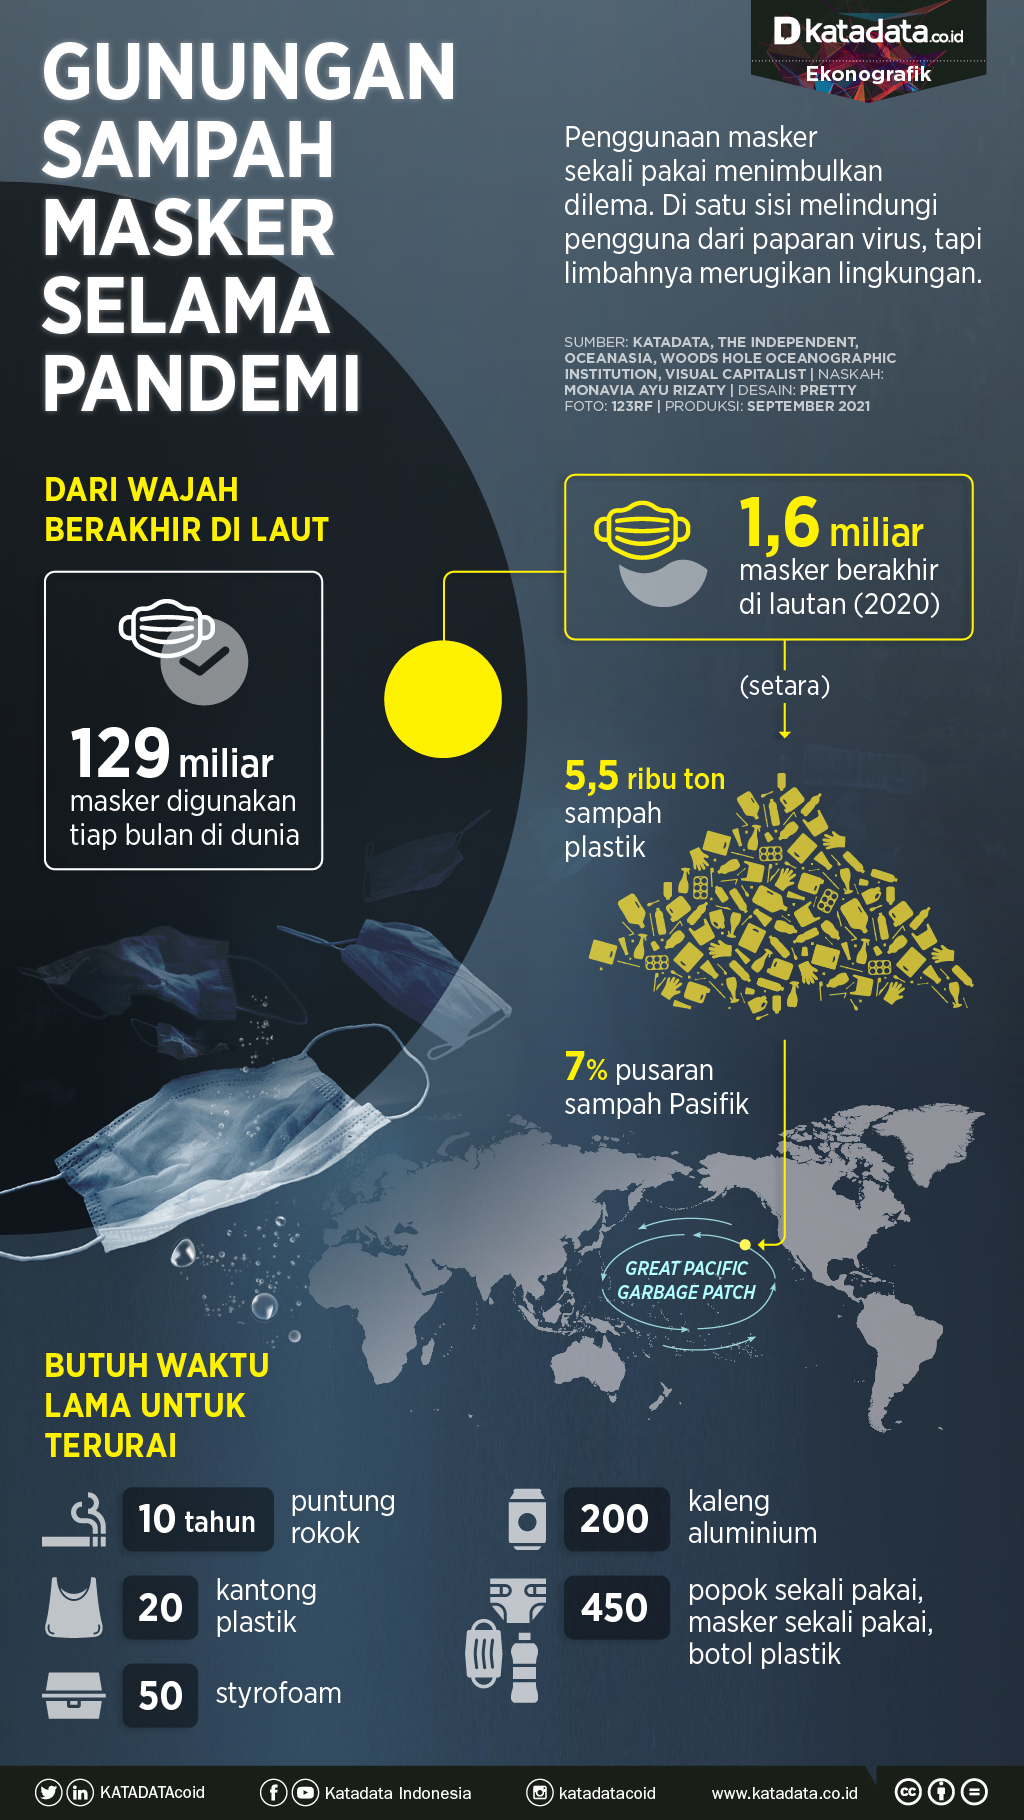 GUNUNGAN
SAMPAH
MASKER
SELAMA
PANDEMI
Dkatadata.co.id
Ekonografik
Penggunaan masker
sekali pakai menimbulkan
dilema. Di satu sisi melindungi
pengguna dari paparan virus, tapi
limbahnya merugikan lingkungan.
SUMBER: KATADATA, THE INDEPENDENT,
OCEANASIA, WOODS HOLE OCEANOGRAPHIC
INSTITUTION, VISUAL CAPITALIST | NASKAH:
MONAVIA AYU RIZATY | DESAIN: PRETTY
FOTO: 123RF | PRODUKSI: SEPTEMBER 2021
DARI WAJAH
BERAKHIR DI LAUT
129 miliar
masker digunakan
tiap bulan di dunia
1,6 miliar
masker berakhir
di lautan (2020)
(setara)
5,5 ribu ton
sampah
plastik
7% pusaran
sampah Pasifik
GREAT PACIFIC
GARBAGE PATCH
BUTUH WAKTU
LAMA UNTUK
TERURAI
10 tahun
puntung
rokok
20
kantong
plastik
50
styrofoam
200
kaleng
aluminium
450
popok sekali pakai,
masker sekali pakai,
botol plastik
KATADATAcoid
Katadata Indonesia
katadatacoid
www.katadata.co.id